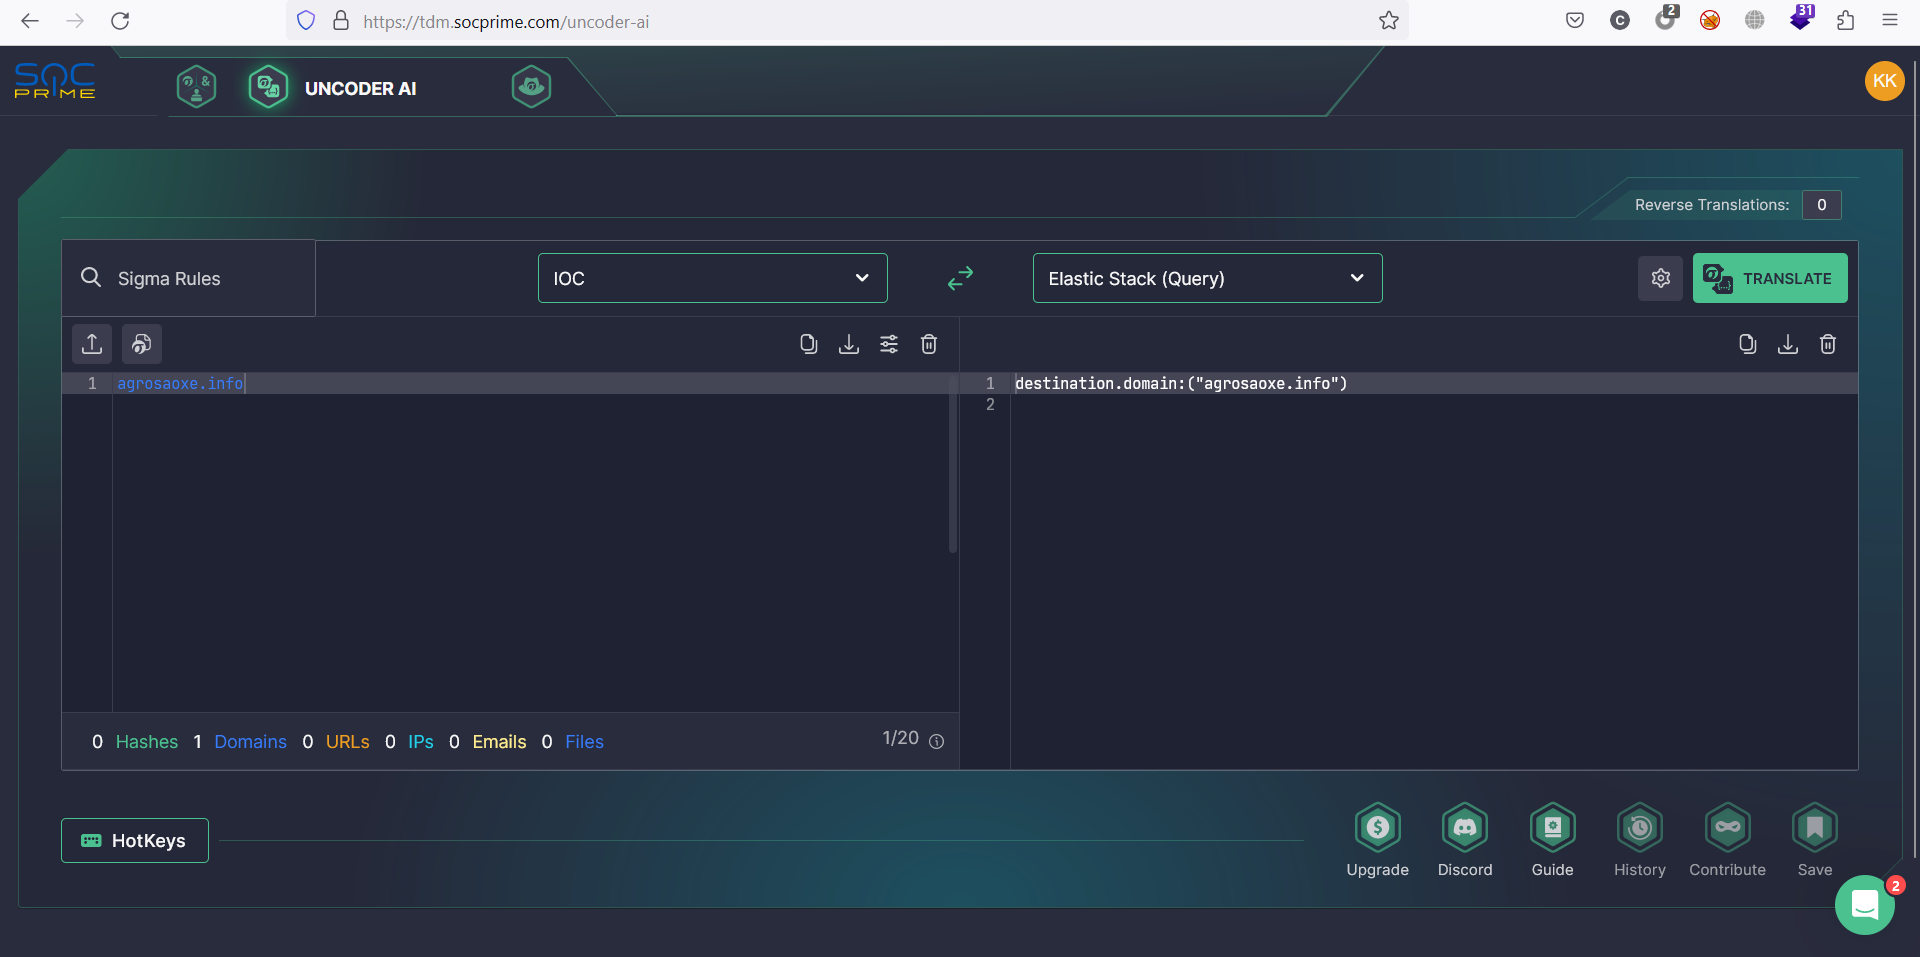 https://tdm.socprime.com/uncoder-ai
C
2
31
SOC
PRIME
&
UNCODER AI
KK
Reverse Translations: 0
Sigma Rules
IOC
Elastic Stack (Query)
TRANSLATE
1 agrosaoxe.info
1 destination.domain:("agrosaoxe.info")
2
0 Hashes 1 Domains 0 URLs 0 IPs 0 Emails 0 Files
1/20
HotKeys
Upgrade
Discord
Guide
History
Contribute
Save
2